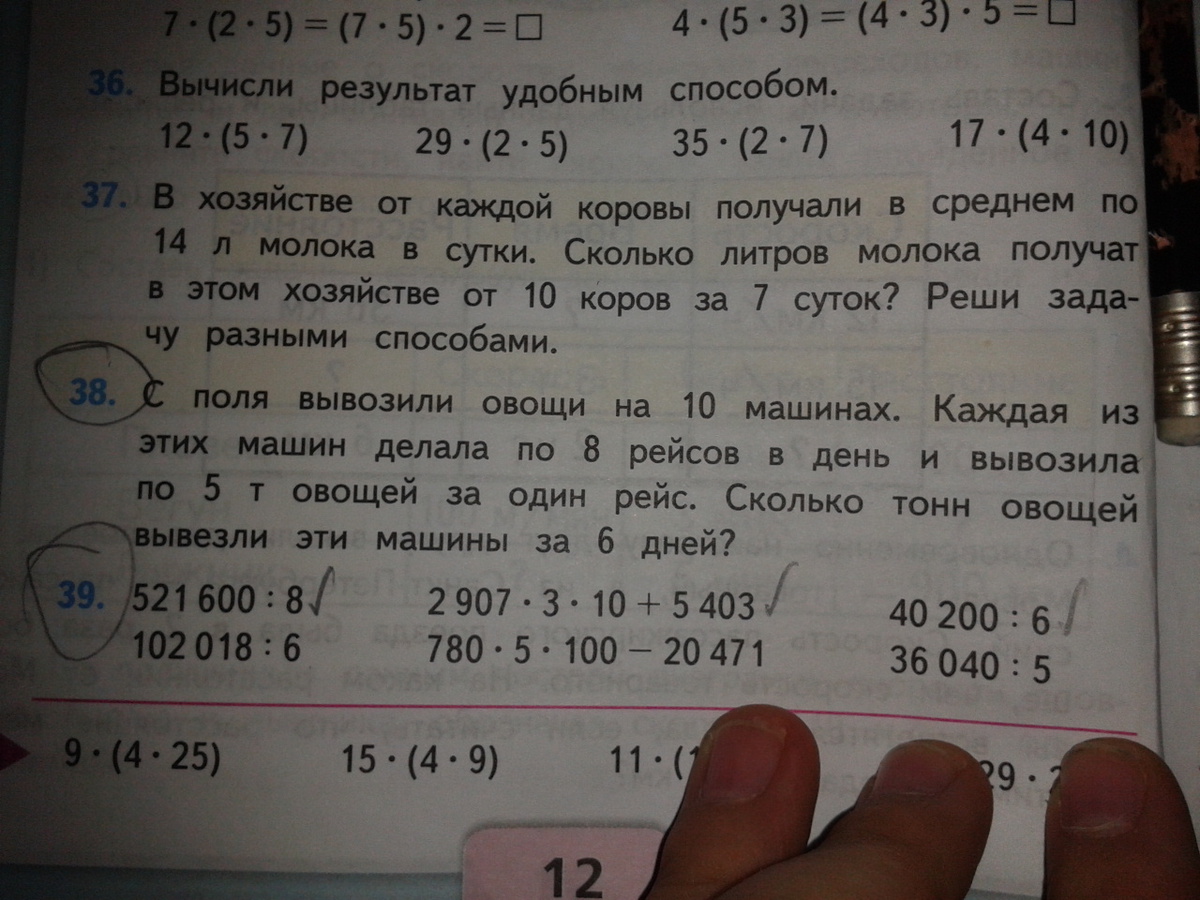 7 · (2 · 5) = (7 · 5) · 2 = □ 4 · (5 · 3) = (4 · 3) · 5 = □
36. Вычисли результат удобным способом.
12 · (5 · 7) 29 · (2 · 5) 35 · (2 · 7) 17 · (4 · 10)
37. В хозяйстве от каждой коровы получали в среднем по
14 л молока в сутки. Сколько литров молока получат
в этом хозяйстве от 10 коров за 7 суток? Реши зада-
чу разными способами.
38. С поля вывозили овощи на 10 машинах. Каждая из
этих машин делала по 8 рейсов в день и вывозила
по 5 т овощей за один рейс. Сколько тонн овощей
вывезли эти машины за 6 дней?
39. 521 600 : 8 2 907 · 3 · 10 + 5 403 40 200 : 6
102 018 : 6 780 · 5 · 100 − 20 471 36 040 : 5
9 · (4 · 25) 15 · (4 · 9) 11 · ( 29 ·
12